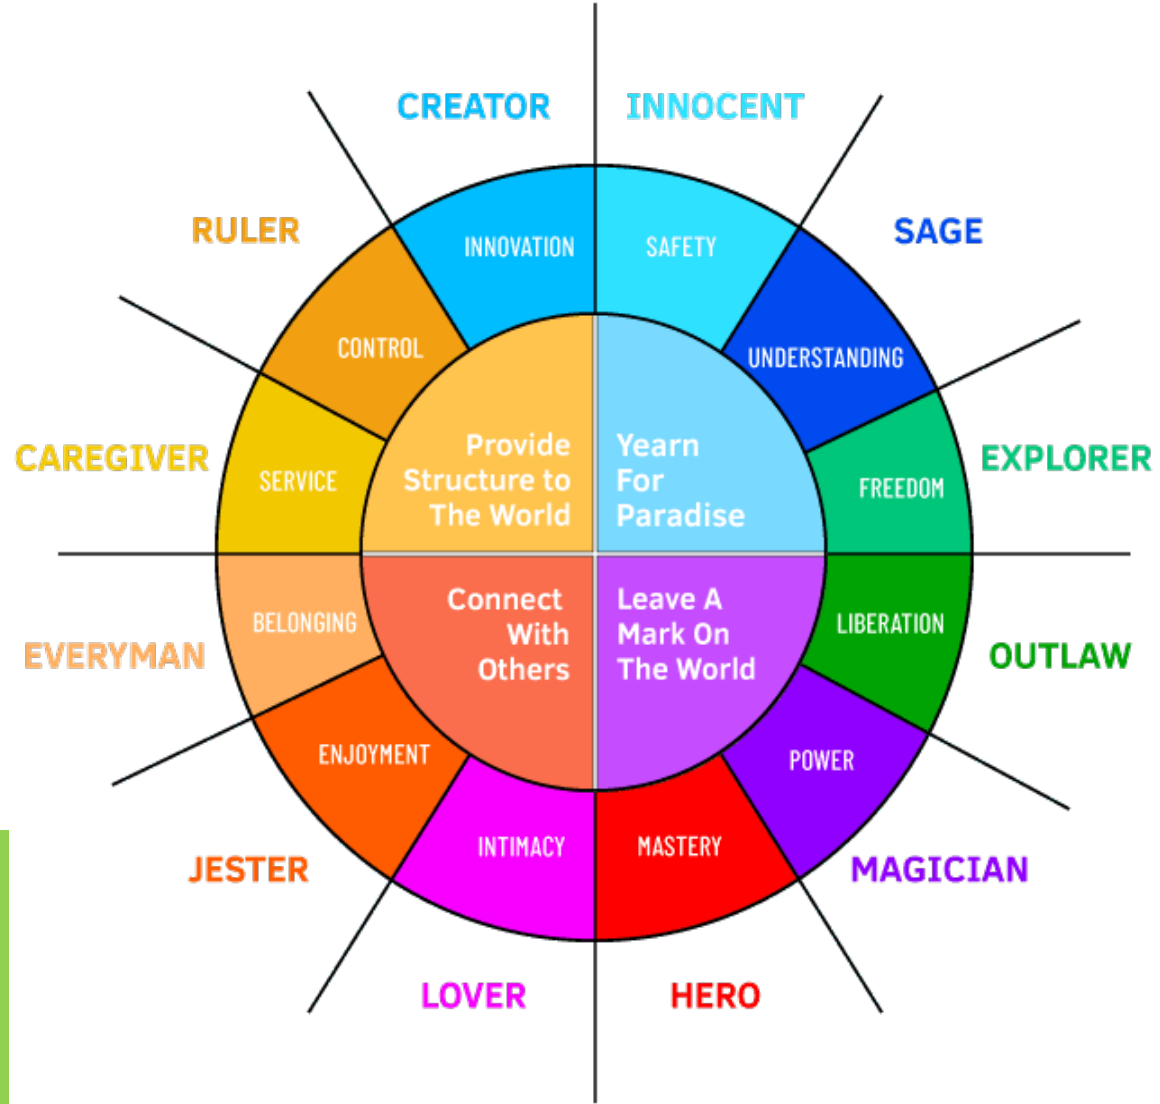 CREATOR
INNOCENT
RULER
SAGE
INNOVATION
SAFETY
CONTROL
UNDERSTANDING
CAREGIVER
EXPLORER
SERVICE
FREEDOM
Provide
Structure to
The World
Yearn
For
Paradise
Connect
With
Others
Leave A
Mark On
The World
BELONGING
LIBERATION
EVERYMAN
OUTLAW
ENJOYMENT
POWER
INTIMACY
MASTERY
JESTER
MAGICIAN
LOVER
HERO